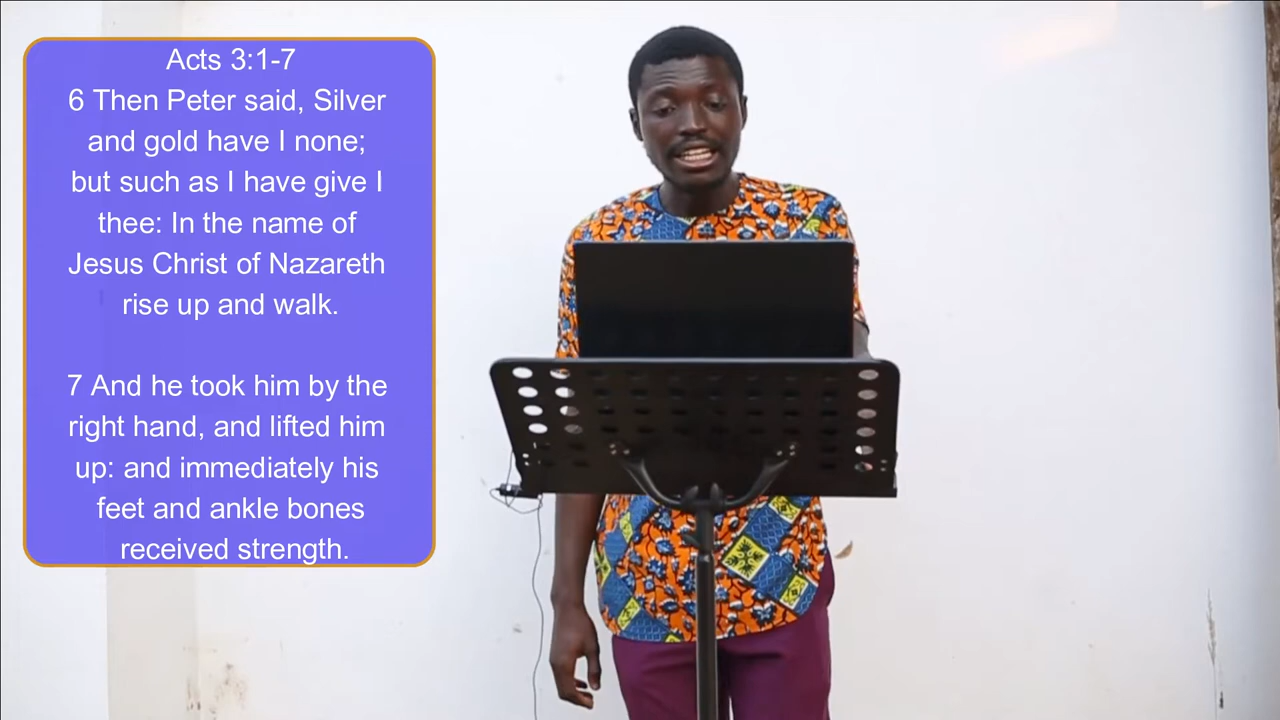 Acts 3:1-7
6 Then Peter said, Silver
and gold have I none;
but such as I have give I
thee: In the name of
Jesus Christ of Nazareth
rise up and walk.
7 And he took him by the
right hand, and lifted him
up: and immediately his
feet and ankle bones
received strength.